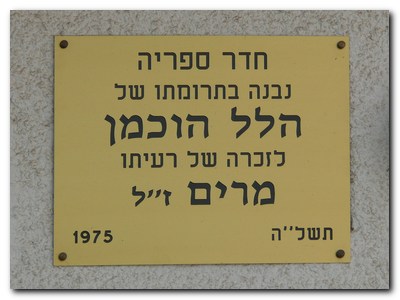 חדר ספריה
נבנה בתרומתו של
הלל הוכמן
לזכרה של רעיתו
מרים ז״ל
תשל״ה 1975